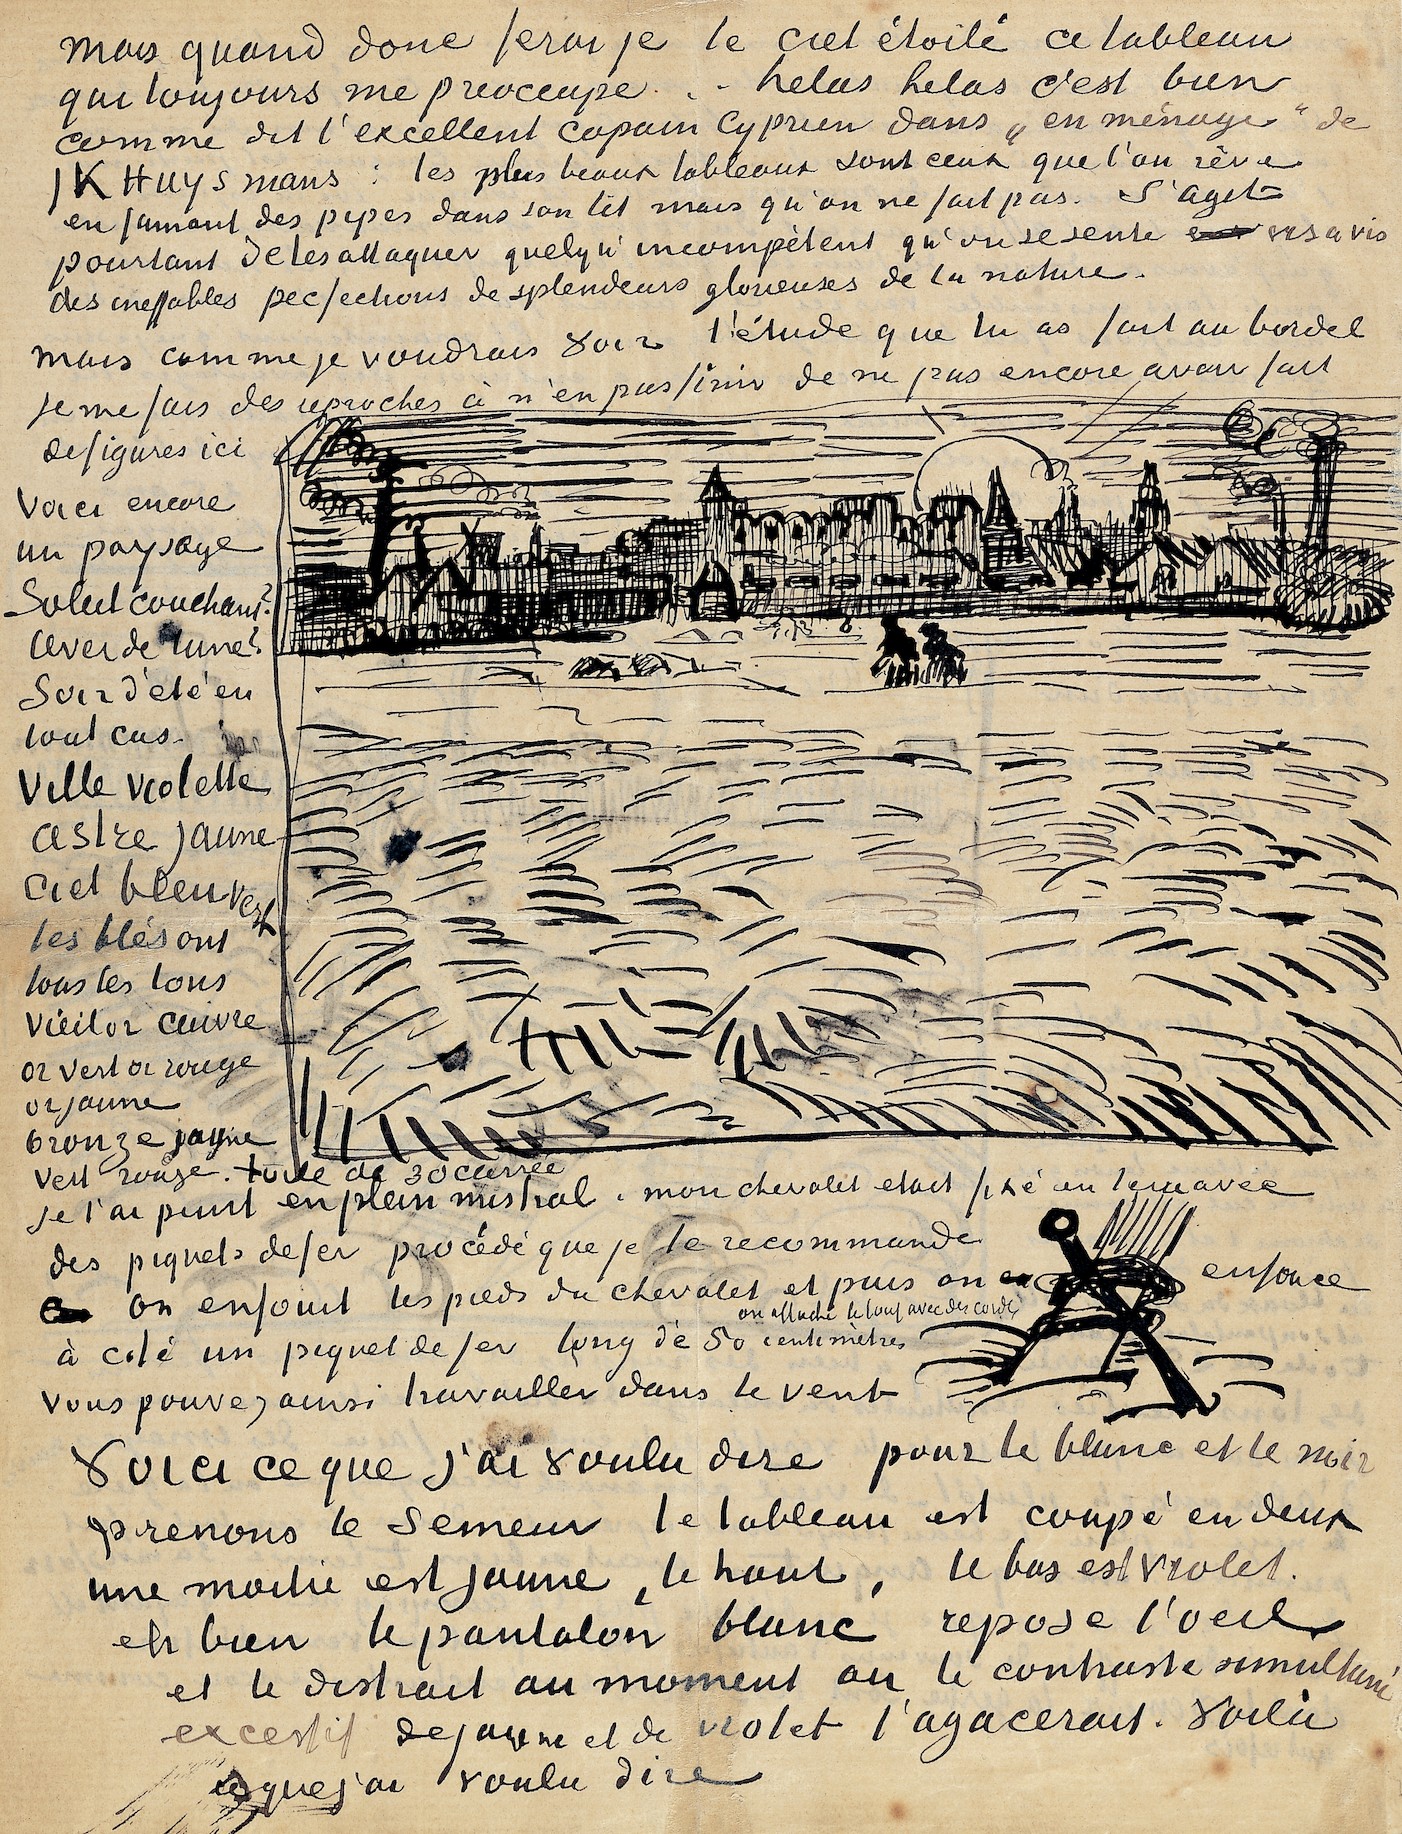 mais quand donc ferai je le ciel étoilé ce tableau
qui toujours me préoccupe. . - helas helas c'est bien
comme dit l'excellent copain Cyprien dans „en ménage“ de
JK Huysmans : les plus beaux tableaux sont ceux que l'on rêve
en fumant des pipes dans son lit mais qu'on ne fait pas. S'agit
pourtant de les attaquer quelqu'incompétent qu'on se sente vis a vis
des ineffables perfections de splendeurs glorieuses de la nature.
mais comme je voudrais voir l'étude que tu as fait au bordel
je me fais des reproches à n'en pas finir de ne pas encore avoir fait
de figures ici
Voici encore
un paysage
Soleil couchant?
lever de lune?
Soir d'été en
tout cas.
Ville violette
astre jaune
ciel bleu vert
les blés ont
tous les tons
vieil or cuivre
or vert or rouge
or jaune
bronze jaune
vert rouge. toile de 30 carrée
je l'ai peint en plein mistral. mon chevalet etait fixé en terre avec
des piquets de fer procédé que je te recommande
on enfouit les pieds du chevalet et puis on enfonce
à côté un piquet de fer long de 50 centimètres
on attache le tout avec des cordes
vous pouvez ainsi travailler dans le vent
Voici ce que j'ai voulu dire pour le blanc et le noir
prenons le Semeur le tableau est coupé en deux
une moitié est jaune, le haut, le bas est violet.
eh bien le pantalon blanc repose l'oeil
et le distrait au moment où le contraste simultané
excessif de jaune et de violet l'agacerait. Voilà
ce que j'ai voulu dire